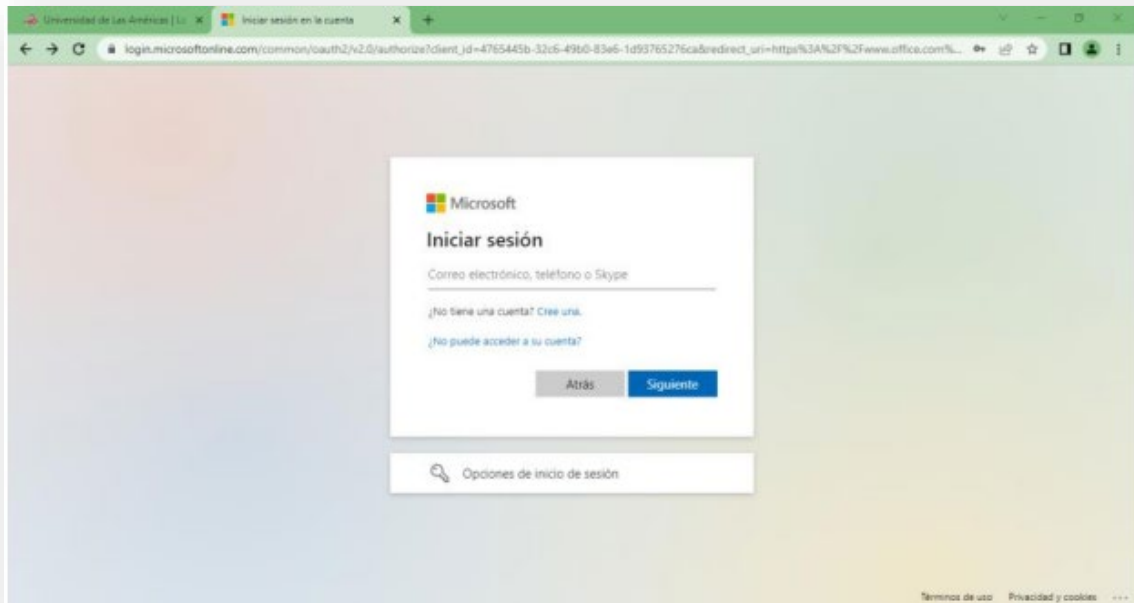 Universidad de Las Américas | La
Iniciar sesión en la cuenta
login.microsoftonline.com/common/oauth2/v2.0/authorize?client_id=4765445b-32c6-49b0-83e6-1d93765276ca&redirect_uri=https%3A%2F%2Fwww.office.com%...
Microsoft
Iniciar sesión
Correo electrónico, teléfono o Skype
¿No tiene una cuenta? Cree una.
¿No puede acceder a su cuenta?
Atrás Siguiente
Opciones de inicio de sesión
Términos de uso Privacidad y cookies ...